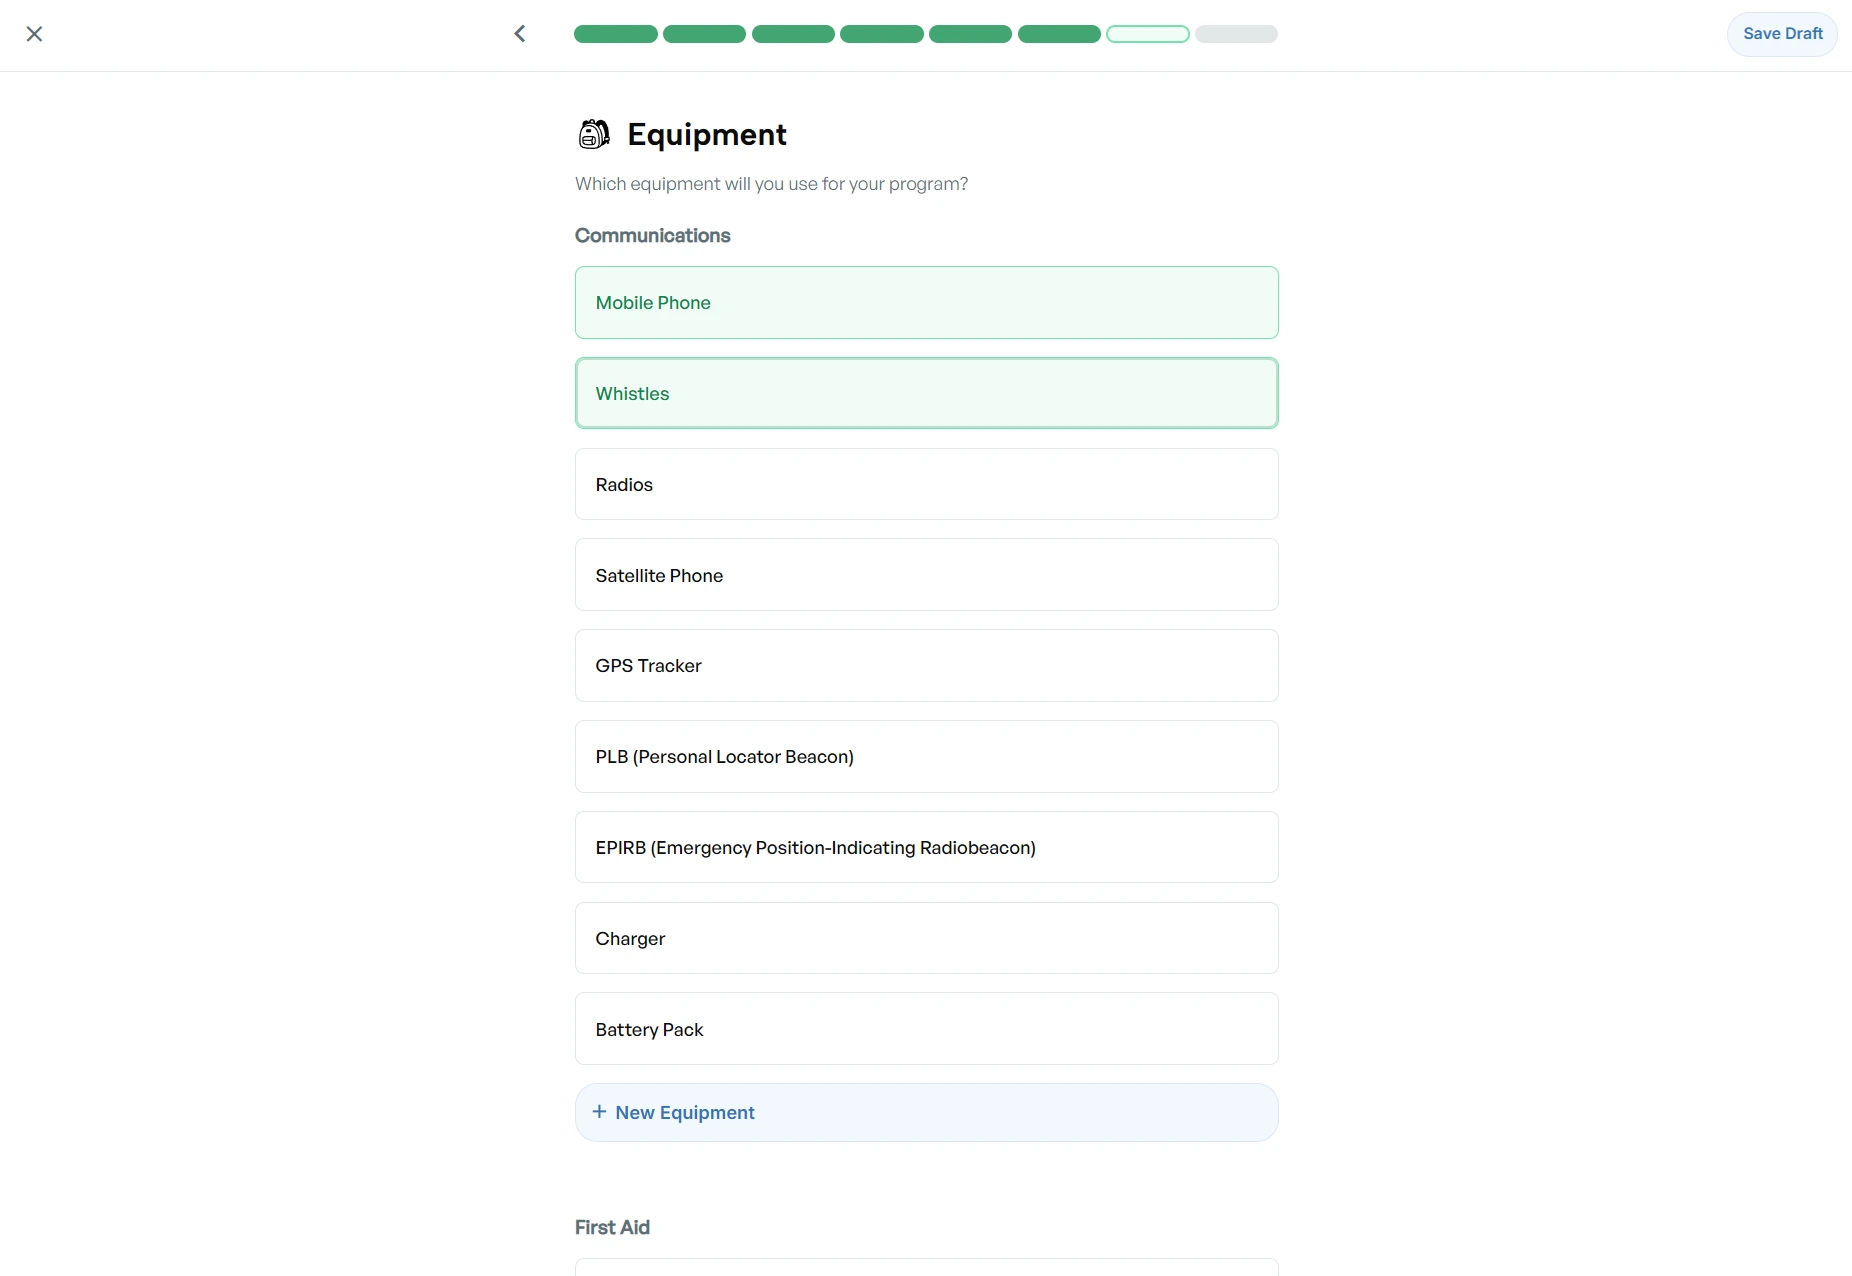 Save Draft
Equipment
Which equipment will you use for your program?
Communications
Mobile Phone
Whistles
Radios
Satellite Phone
GPS Tracker
PLB (Personal Locator Beacon)
EPIRB (Emergency Position-Indicating Radiobeacon)
Charger
Battery Pack
+ New Equipment
First Aid